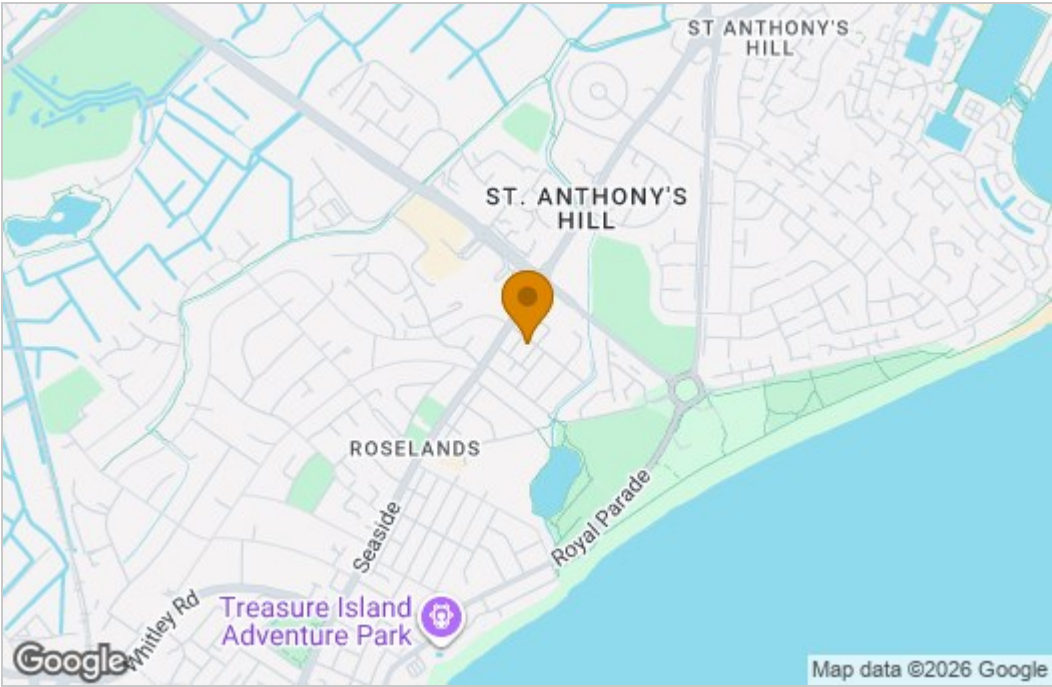 ST ANTHONY'S
HILL
ST. ANTHONY'S
HILL
ROSELANDS
Seaside
Royal Parade
Whitley Rd
Treasure Island
Adventure Park
Google
Map data ©2026 Google